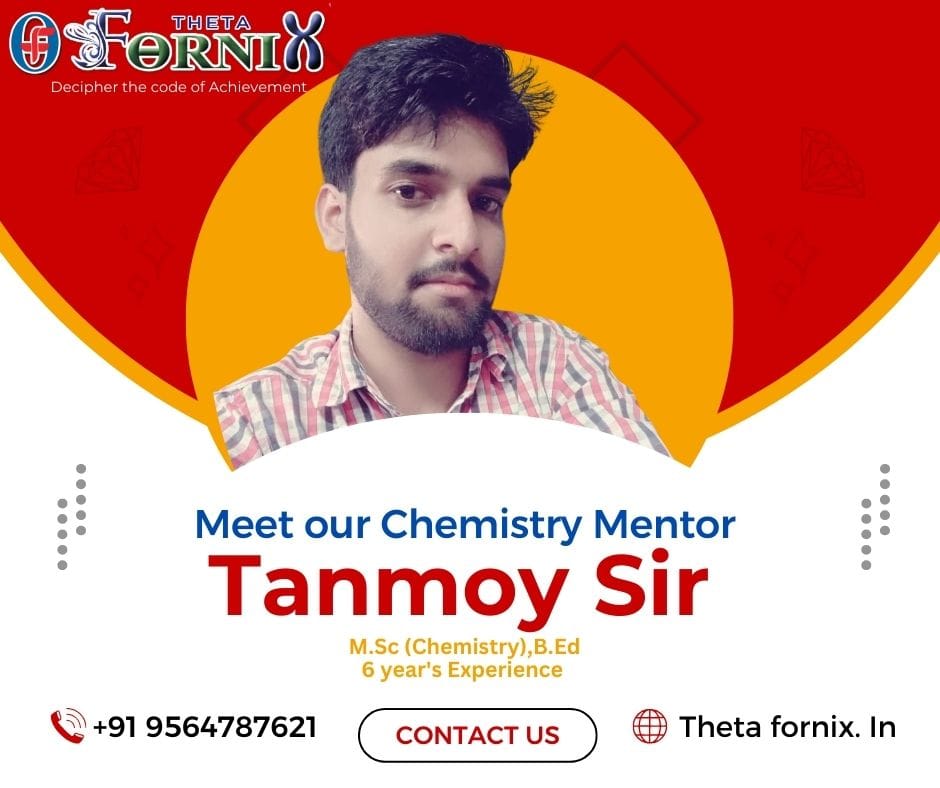 THETA
FORNIX
Decipher the code of Achievement
Meet our Chemistry Mentor
Tanmoy Sir
M.Sc (Chemistry),B.Ed
6 year's Experience
+91 9564787621
CONTACT US
Theta fornix. In